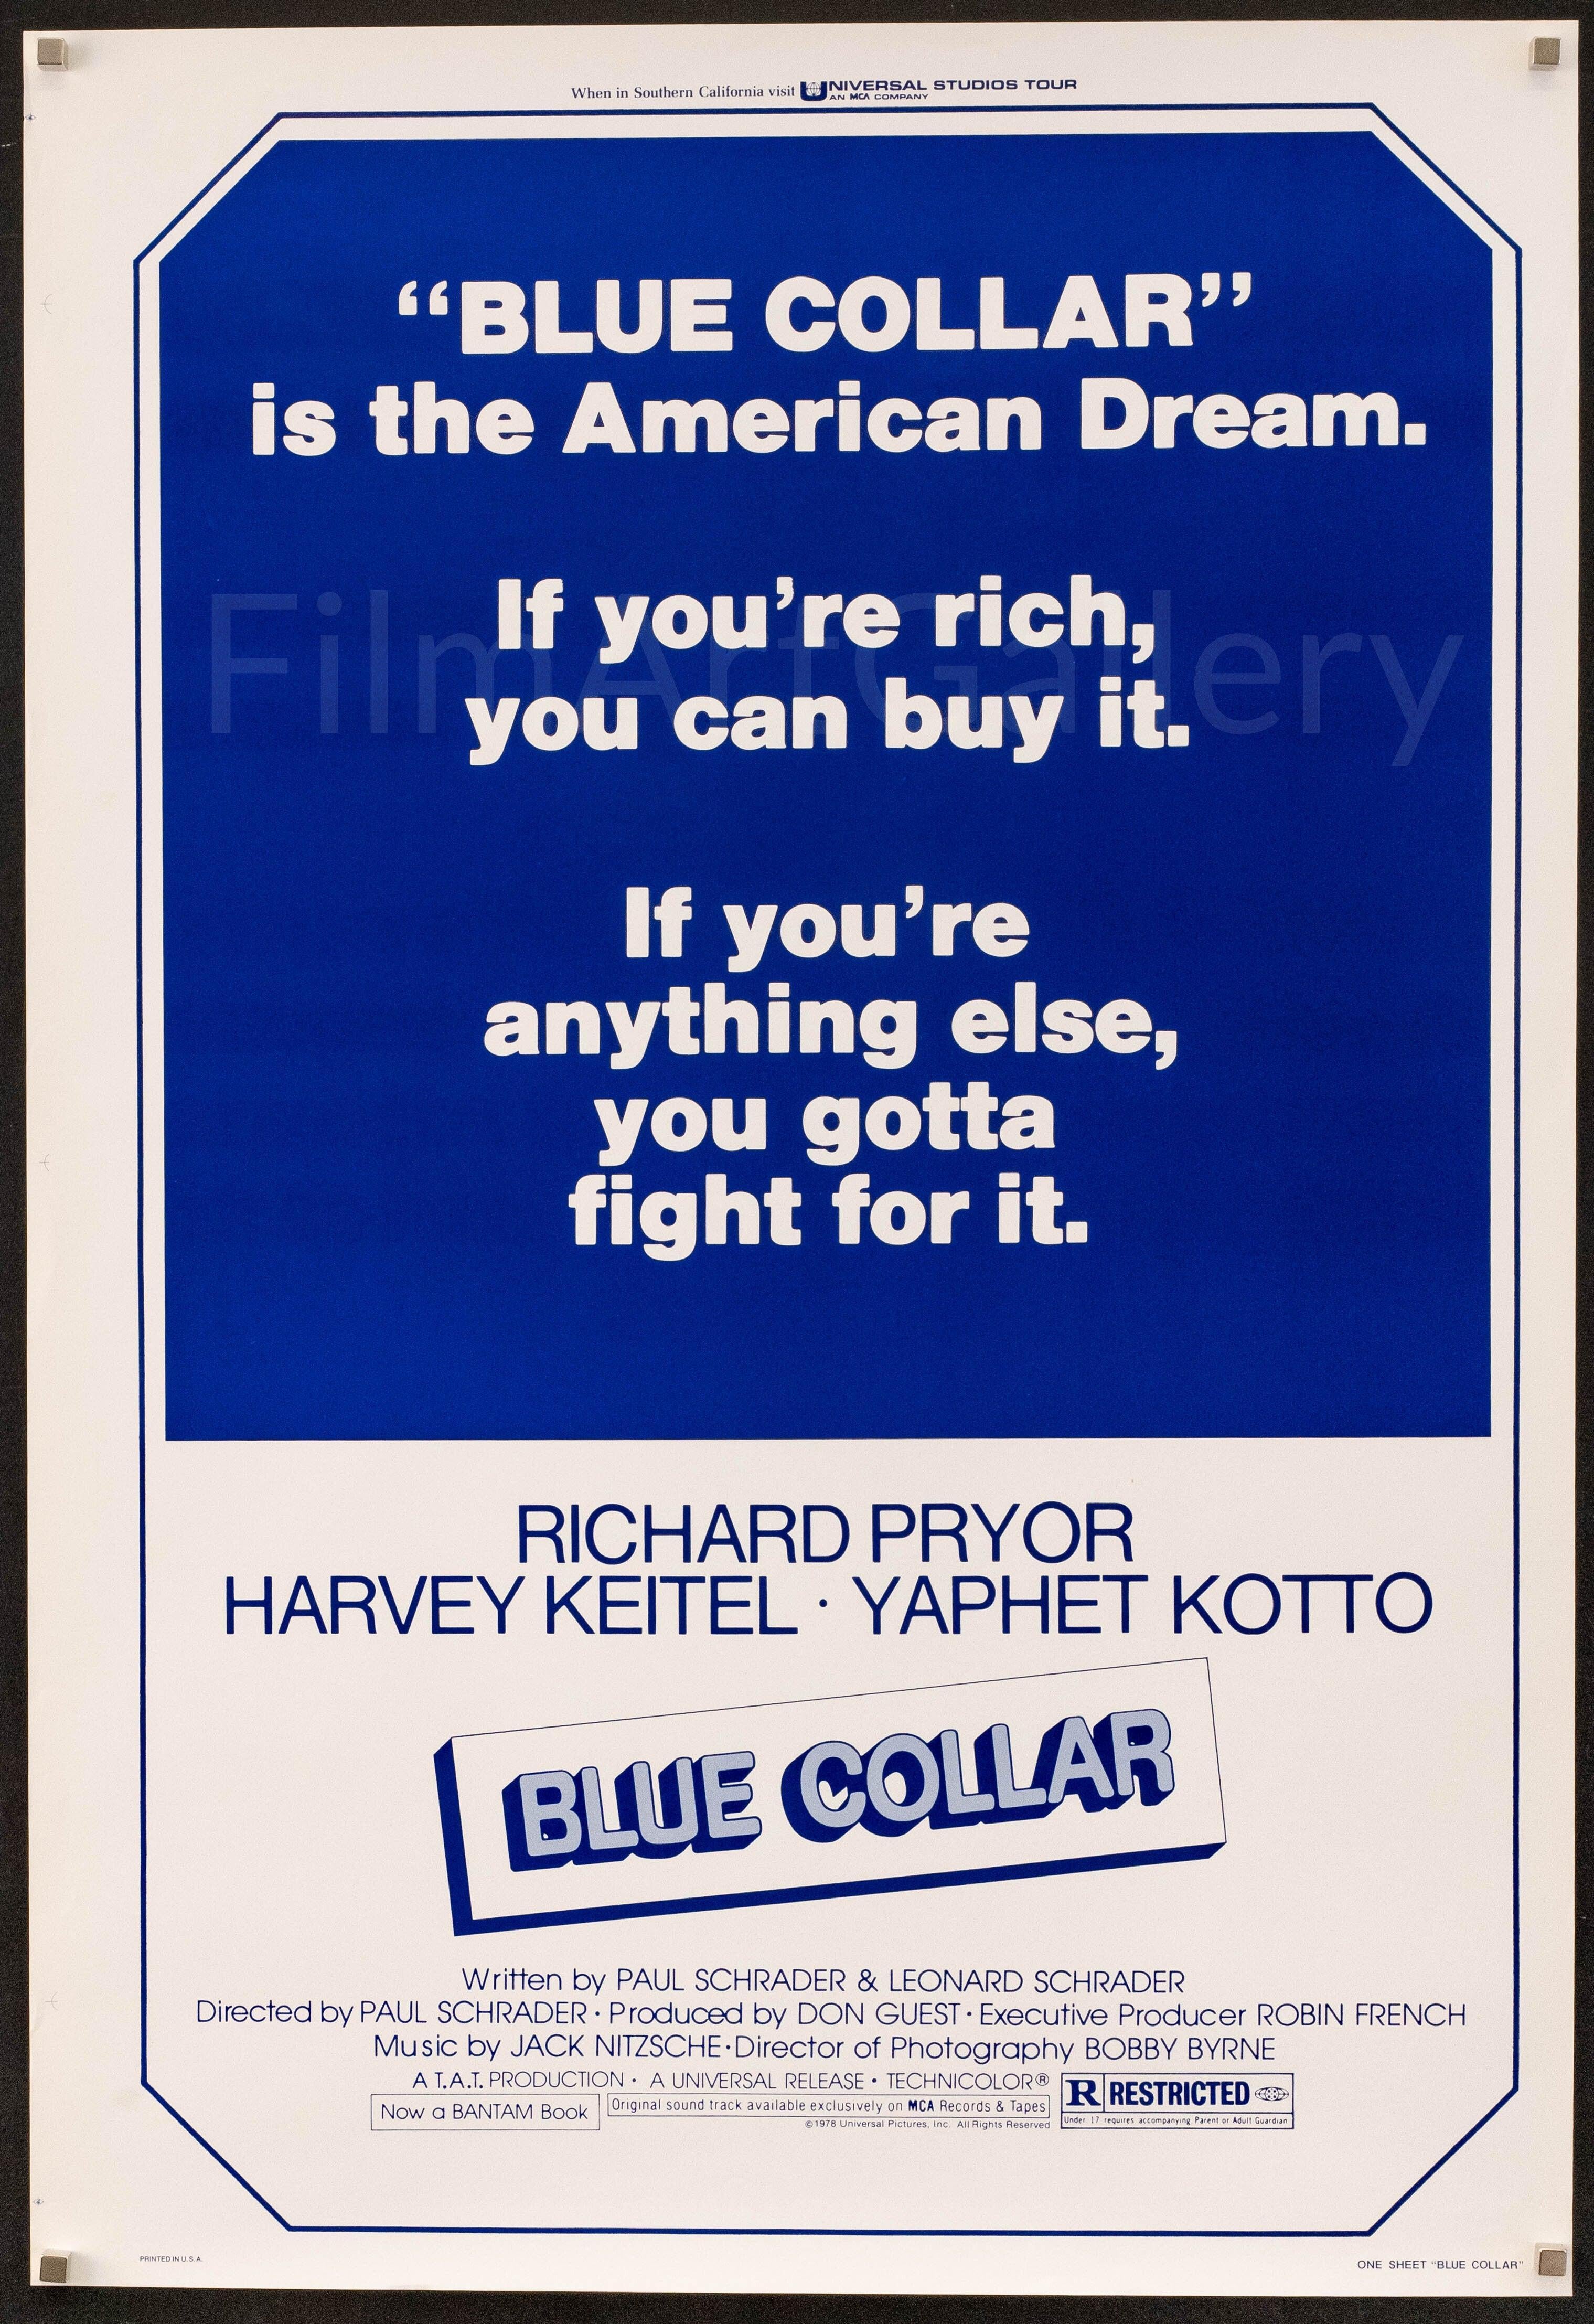 When in Southern California visit UNIVERSAL STUDIOS TOUR
AN MCA COMPANY
“BLUE COLLAR”
is the American Dream.
If you’re rich,
you can buy it.
FilmArtGallery
If you’re
anything else,
you gotta
fight for it.
RICHARD PRYOR
HARVEY KEITEL · YAPHET KOTTO
BLUE COLLAR
Written by PAUL SCHRADER & LEONARD SCHRADER
Directed by PAUL SCHRADER · Produced by DON GUEST · Executive Producer ROBIN FRENCH
Music by JACK NITZSCHE · Director of Photography BOBBY BYRNE
A T.A.T. PRODUCTION · A UNIVERSAL RELEASE · TECHNICOLOR®
Now a BANTAM Book
Original sound track available exclusively on MCA Records & Tapes
©1978 Universal Pictures, Inc. All Rights Reserved
R RESTRICTED
Under 17 requires accompanying Parent or Adult Guardian
PRINTED IN U.S.A.
ONE SHEET “BLUE COLLAR”